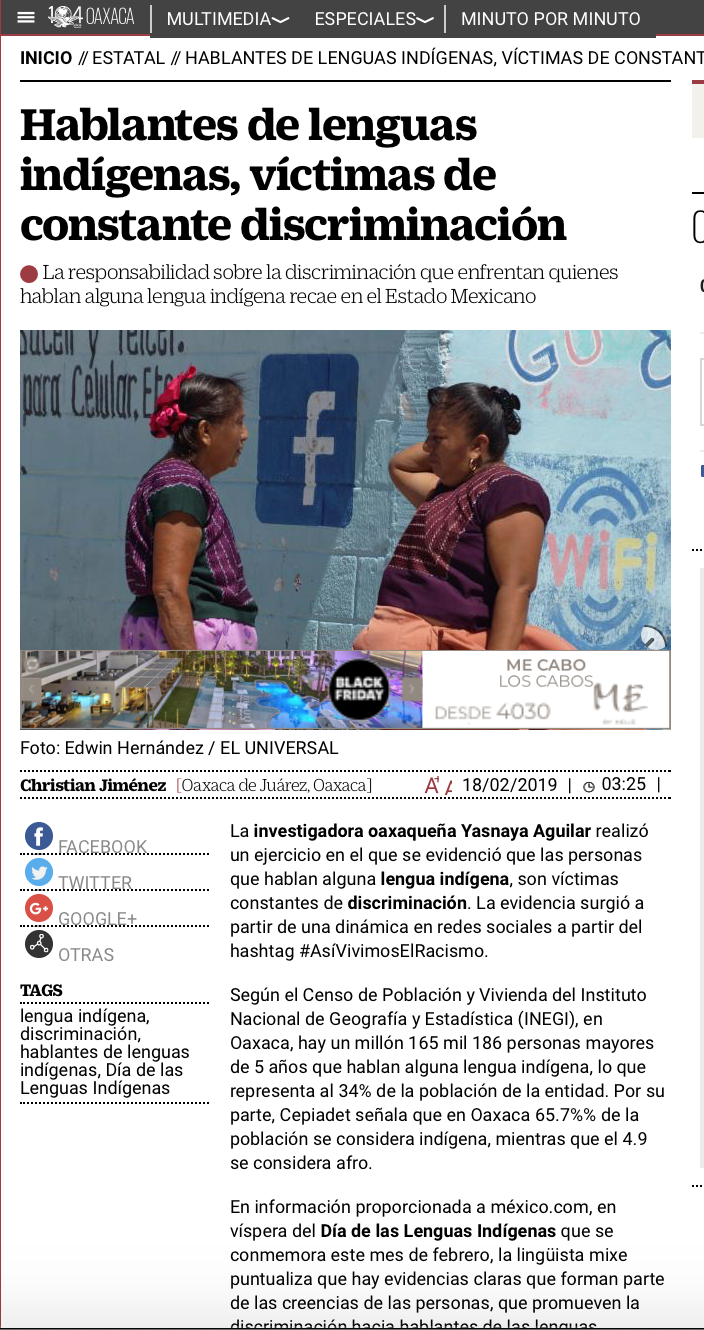 104 OAXACA MULTIMEDIA ESPECIALES MINUTO POR MINUTO
INICIO // ESTATAL // HABLANTES DE LENGUAS INDÍGENAS, VÍCTIMAS DE CONSTANT
Hablantes de lenguas
indígenas, víctimas de
constante discriminación
La responsabilidad sobre la discriminación que enfrentan quienes
hablan alguna lengua indígena recae en el Estado Mexicano
y Telcel.
para Celular, Etc
f
WiFi
BLACK
FRIDAY
ME CABO
LOS CABOS
DESDE 4030
ME
Foto: Edwin Hernández / EL UNIVERSAL
Christian Jiménez [Oaxaca de Juárez, Oaxaca] A A 18/02/2019 | 03:25 |
FACEBOOK
TWITTER
G+ GOOGLE+
OTRAS
TAGS
lengua indígena,
discriminación,
hablantes de lenguas
indígenas, Día de las
Lenguas Indígenas
La investigadora oaxaqueña Yasnaya Aguilar realizó
un ejercicio en el que se evidenció que las personas
que hablan alguna lengua indígena, son víctimas
constantes de discriminación. La evidencia surgió a
partir de una dinámica en redes sociales a partir del
hashtag #AsíVivimosElRacismo.
Según el Censo de Población y Vivienda del Instituto
Nacional de Geografía y Estadística (INEGI), en
Oaxaca, hay un millón 165 mil 186 personas mayores
de 5 años que hablan alguna lengua indígena, lo que
representa al 34% de la población de la entidad. Por su
parte, Cepiadet señala que en Oaxaca 65.7%% de la
población se considera indígena, mientras que el 4.9
se considera afro.
En información proporcionada a méxico.com, en
víspera del Día de las Lenguas Indígenas que se
conmemora este mes de febrero, la lingüista mixe
puntualiza que hay evidencias claras que forman parte
de las creencias de las personas, que promueven la
discriminación hacia hablantes de las lenguas